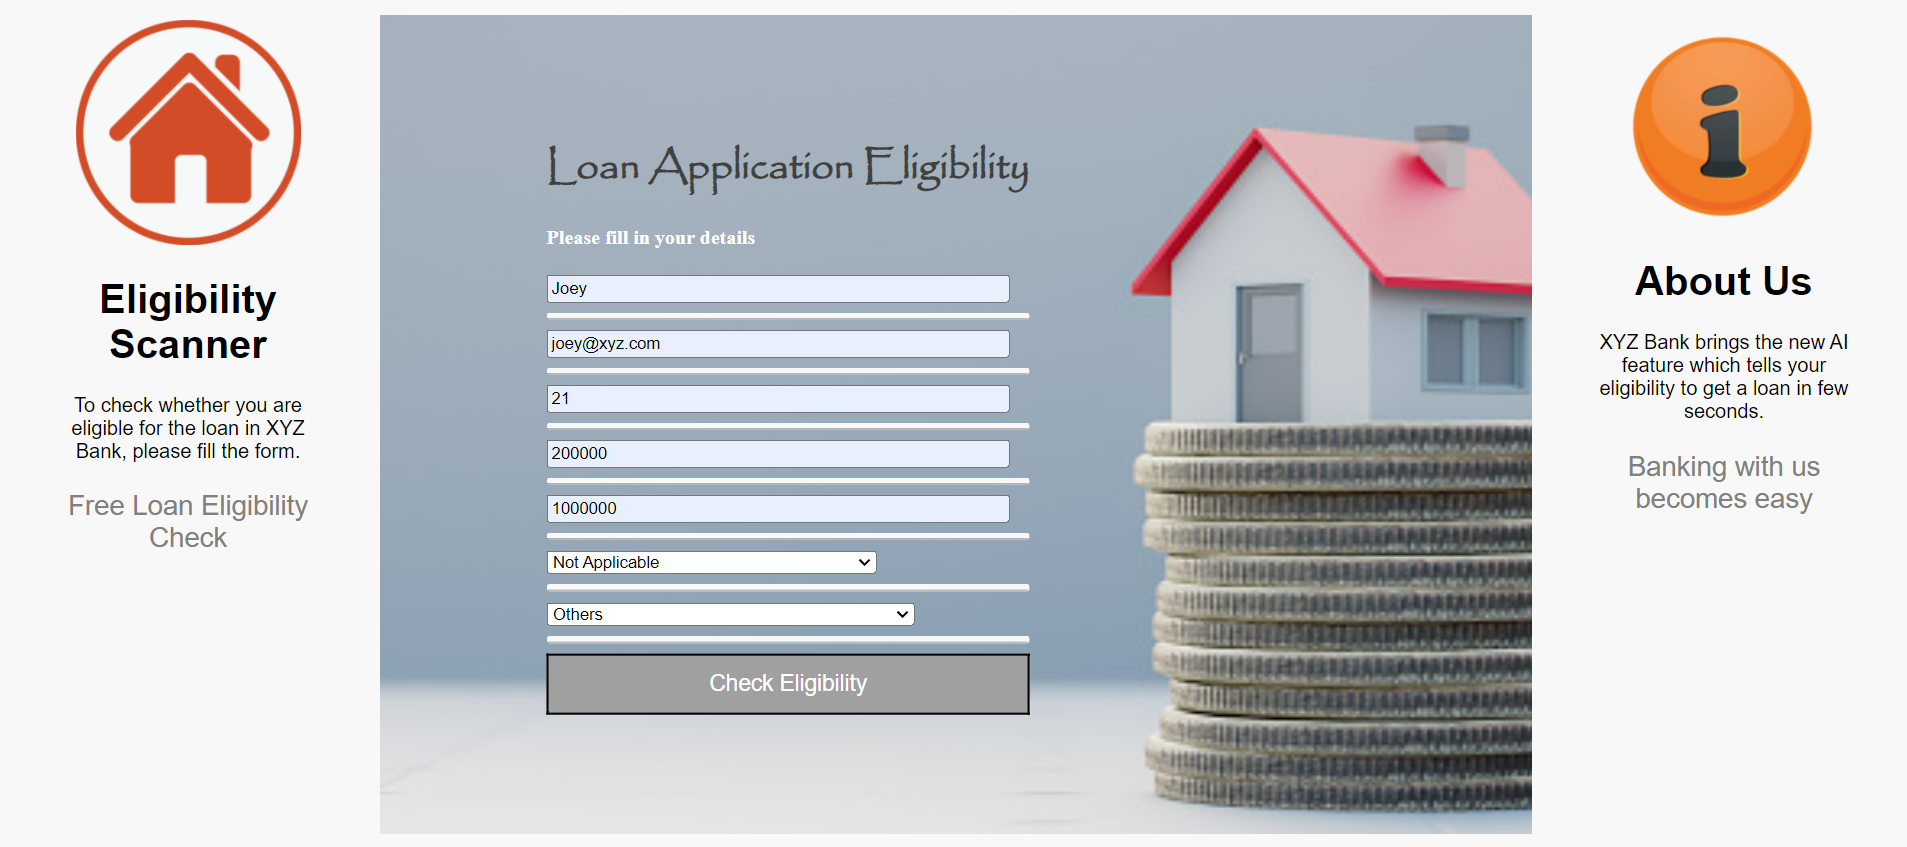 Eligibility
Scanner
To check whether you are
eligible for the loan in XYZ
Bank, please fill the form.
Free Loan Eligibility
Check
Loan Application Eligibility
Please fill in your details
Joey
joey@xyz.com
21
200000
1000000
Not Applicable
Others
Check Eligibility
i
About Us
XYZ Bank brings the new AI
feature which tells your
eligibility to get a loan in few
seconds.
Banking with us
becomes easy